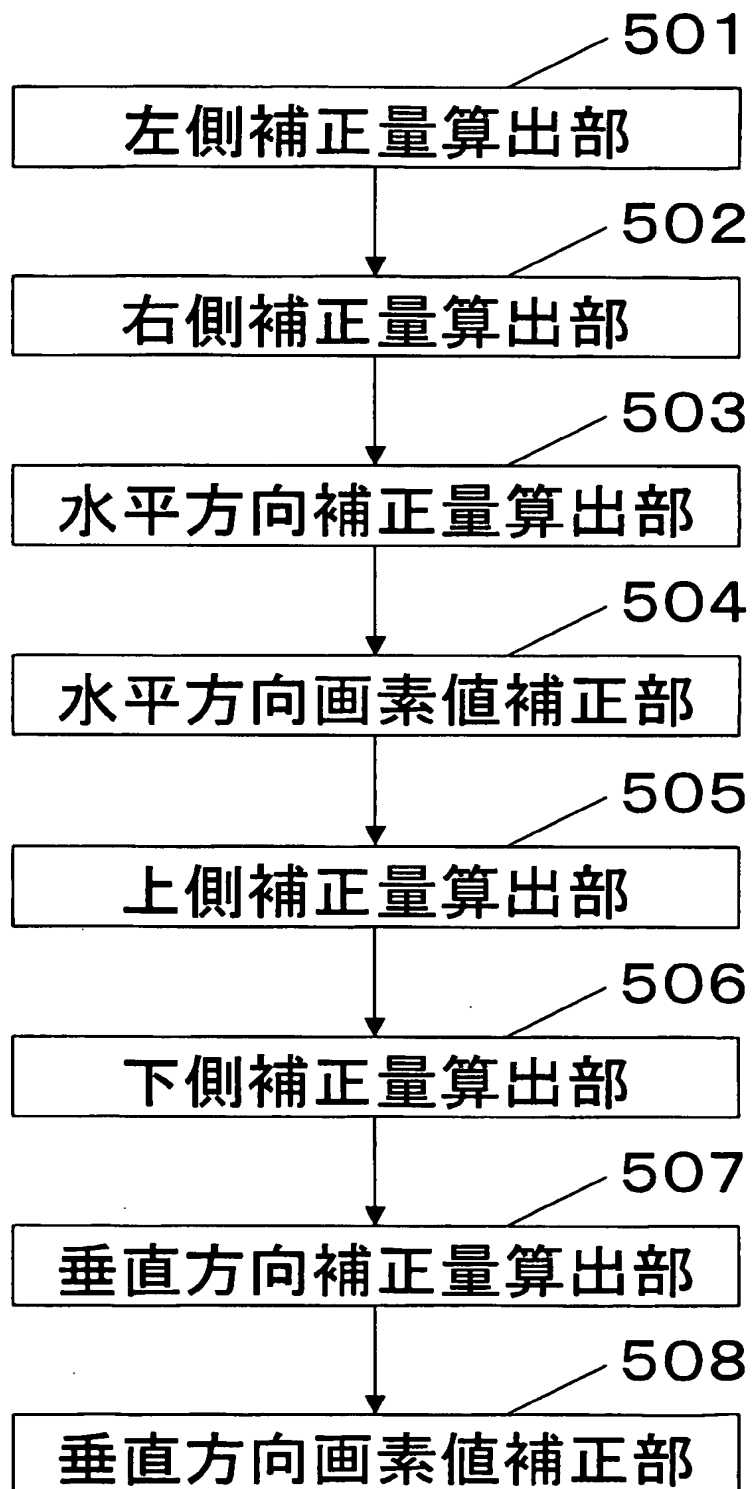 501
左側補正量算出部
502
右側補正量算出部
503
水平方向補正量算出部
504
水平方向画素値補正部
505
上側補正量算出部
506
下側補正量算出部
507
垂直方向補正量算出部
508
垂直方向画素値補正部